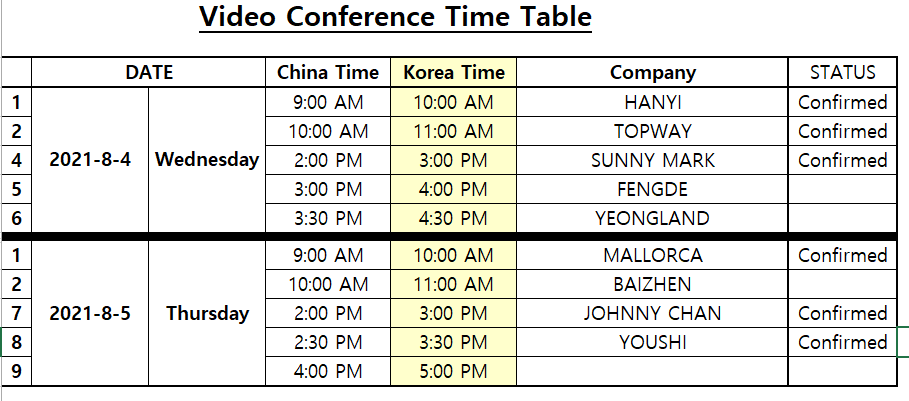 Video Conference Time Table
DATE China Time Korea Time Company STATUS
1 9:00 AM 10:00 AM HANYI Confirmed
2 10:00 AM 11:00 AM TOPWAY Confirmed
4 2021-8-4 Wednesday 2:00 PM 3:00 PM SUNNY MARK Confirmed
5 3:00 PM 4:00 PM FENGDE
6 3:30 PM 4:30 PM YEONGLAND
1 9:00 AM 10:00 AM MALLORCA Confirmed
2 10:00 AM 11:00 AM BAIZHEN
7 2021-8-5 Thursday 2:00 PM 3:00 PM JOHNNY CHAN Confirmed
8 2:30 PM 3:30 PM YOUSHI Confirmed
9 4:00 PM 5:00 PM